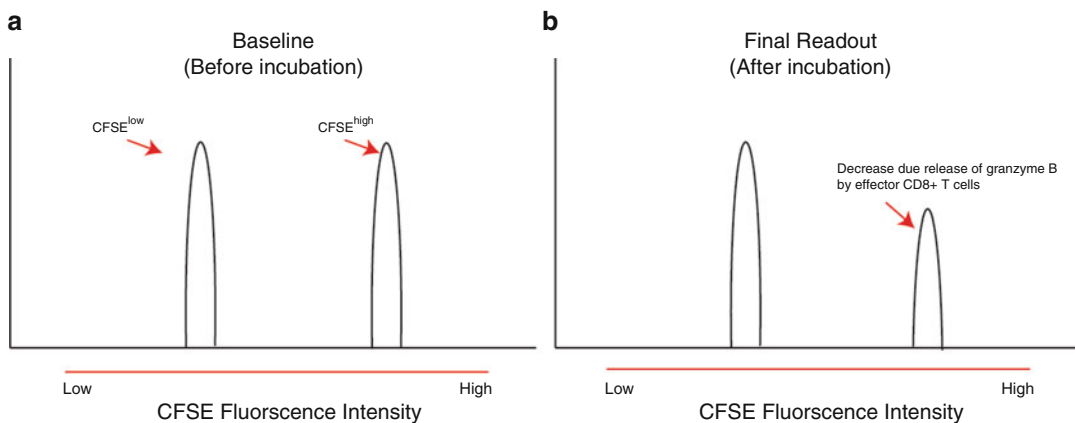 a
Baseline
(Before incubation)
CFSElow
CFSEhigh
Low
High
CFSE Fluorscence Intensity
b
Final Readout
(After incubation)
Decrease due release of granzyme B
by effector CD8+ T cells
Low
High
CFSE Fluorscence Intensity